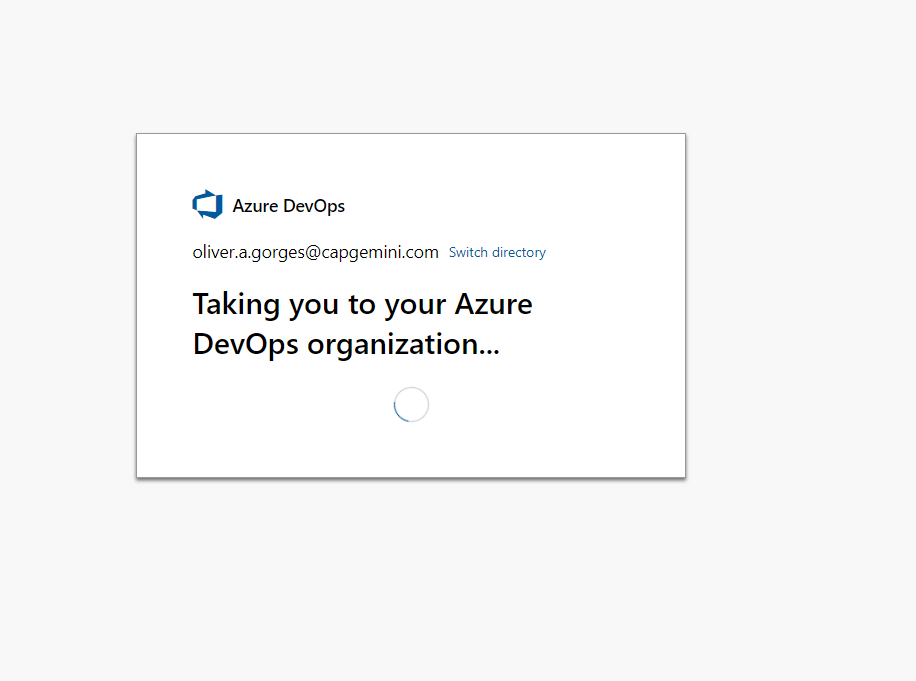 Azure DevOps
oliver.a.gorges@capgemini.com Switch directory
Taking you to your Azure
DevOps organization...